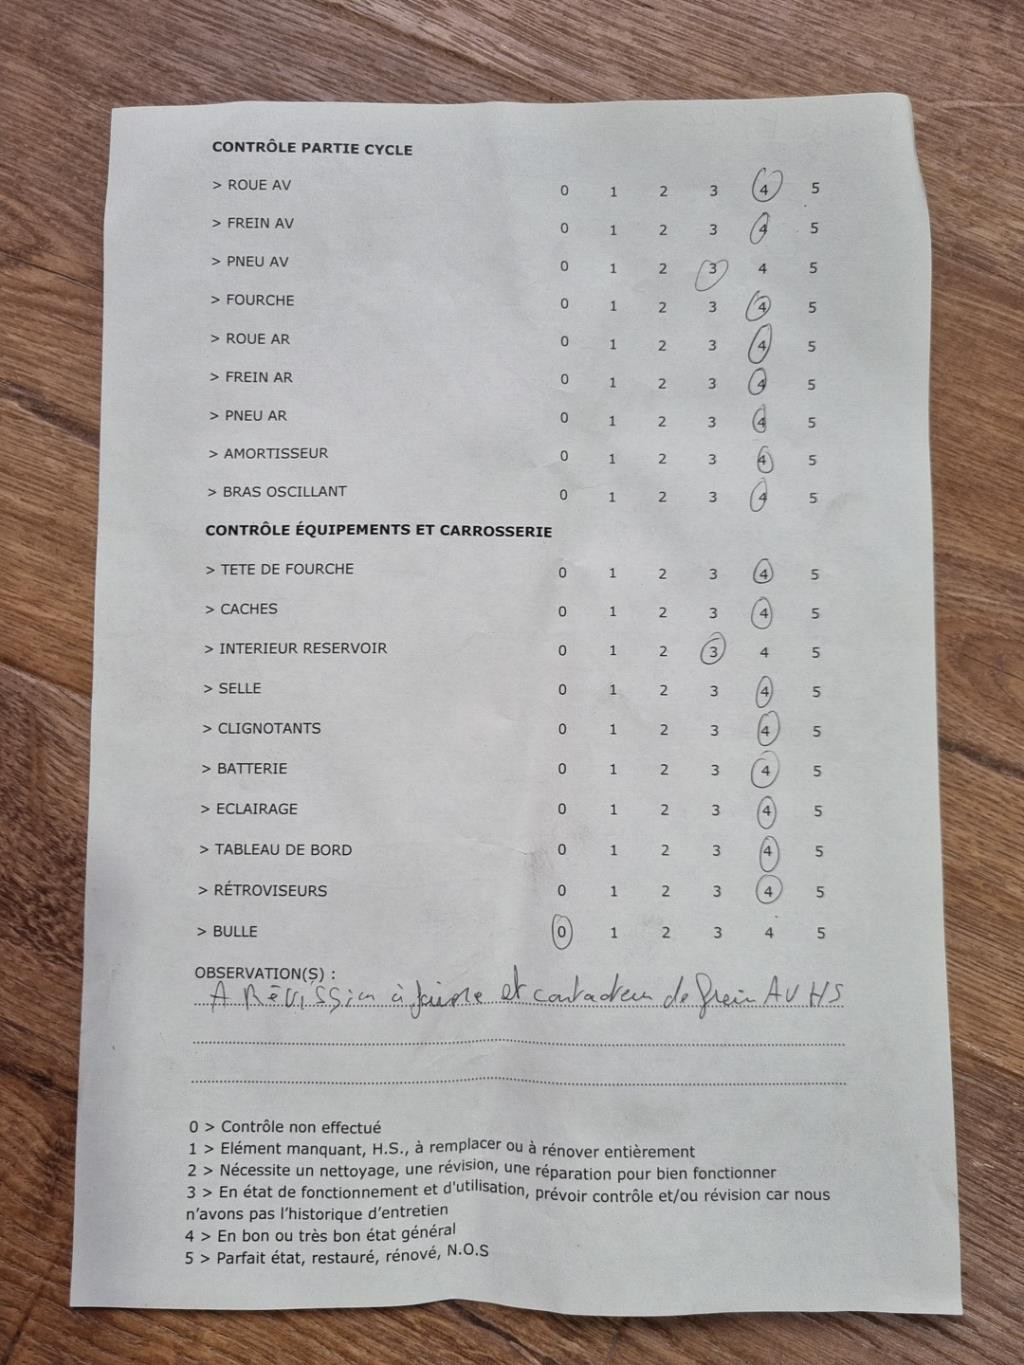 CONTRÔLE PARTIE CYCLE
> ROUE AV 0 1 2 3 4 5
> FREIN AV 0 1 2 3 4 5
> PNEU AV 0 1 2 3 4 5
> FOURCHE 0 1 2 3 4 5
> ROUE AR 0 1 2 3 4 5
> FREIN AR 0 1 2 3 4 5
> PNEU AR 0 1 2 3 4 5
> AMORTISSEUR 0 1 2 3 4 5
> BRAS OSCILLANT 0 1 2 3 4 5
CONTRÔLE ÉQUIPEMENTS ET CARROSSERIE
> TETE DE FOURCHE 0 1 2 3 4 5
> CACHES 0 1 2 3 4 5
> INTERIEUR RESERVOIR 0 1 2 3 4 5
> SELLE 0 1 2 3 4 5
> CLIGNOTANTS 0 1 2 3 4 5
> BATTERIE 0 1 2 3 4 5
> ECLAIRAGE 0 1 2 3 4 5
> TABLEAU DE BORD 0 1 2 3 4 5
> RÉTROVISEURS 0 1 2 3 4 5
> BULLE 0 1 2 3 4 5
OBSERVATION(S) :
A Révission à faire et contacteur de frein AV HS
0 > Contrôle non effectué
1 > Elément manquant, H.S., à remplacer ou à rénover entièrement
2 > Nécessite un nettoyage, une révision, une réparation pour bien fonctionner
3 > En état de fonctionnement et d'utilisation, prévoir contrôle et/ou révision car nous
n'avons pas l'historique d'entretien
4 > En bon ou très bon état général
5 > Parfait état, restauré, rénové, N.O.S